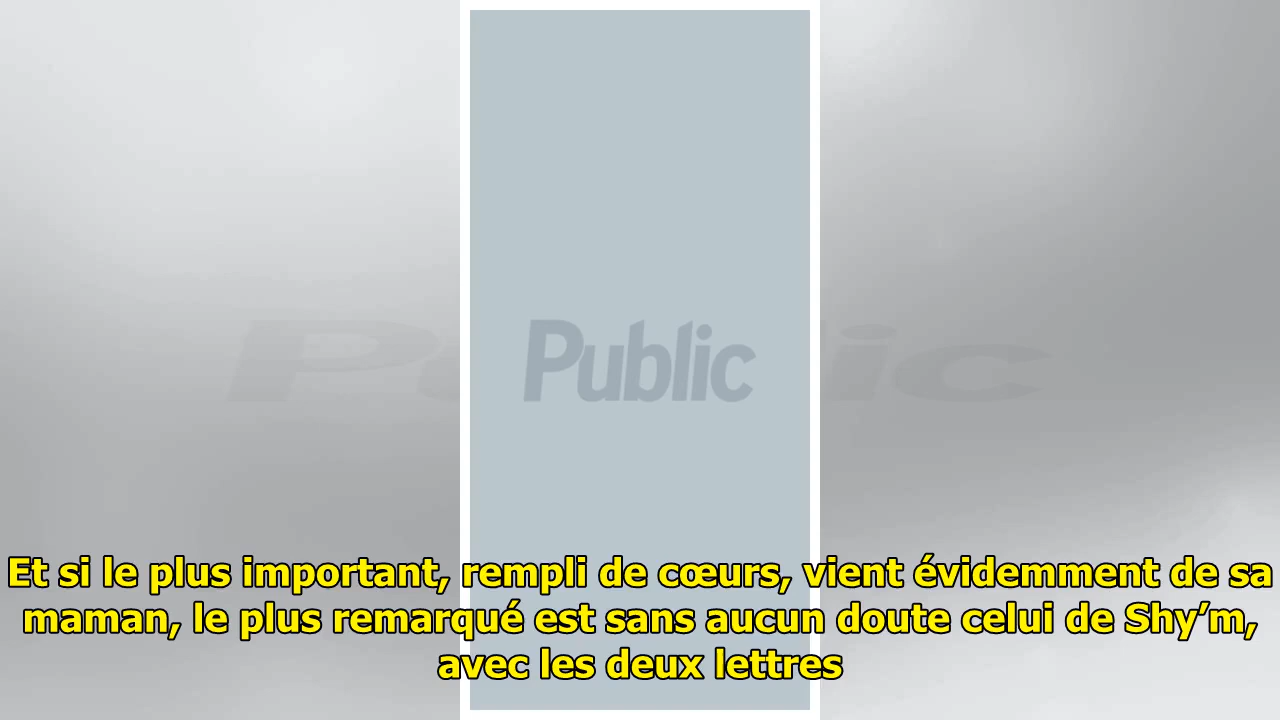 Public
Et si le plus important, rempli de cœurs, vient évidemment de sa
maman, le plus remarqué est sans aucun doute celui de Shy’m,
avec les deux lettres